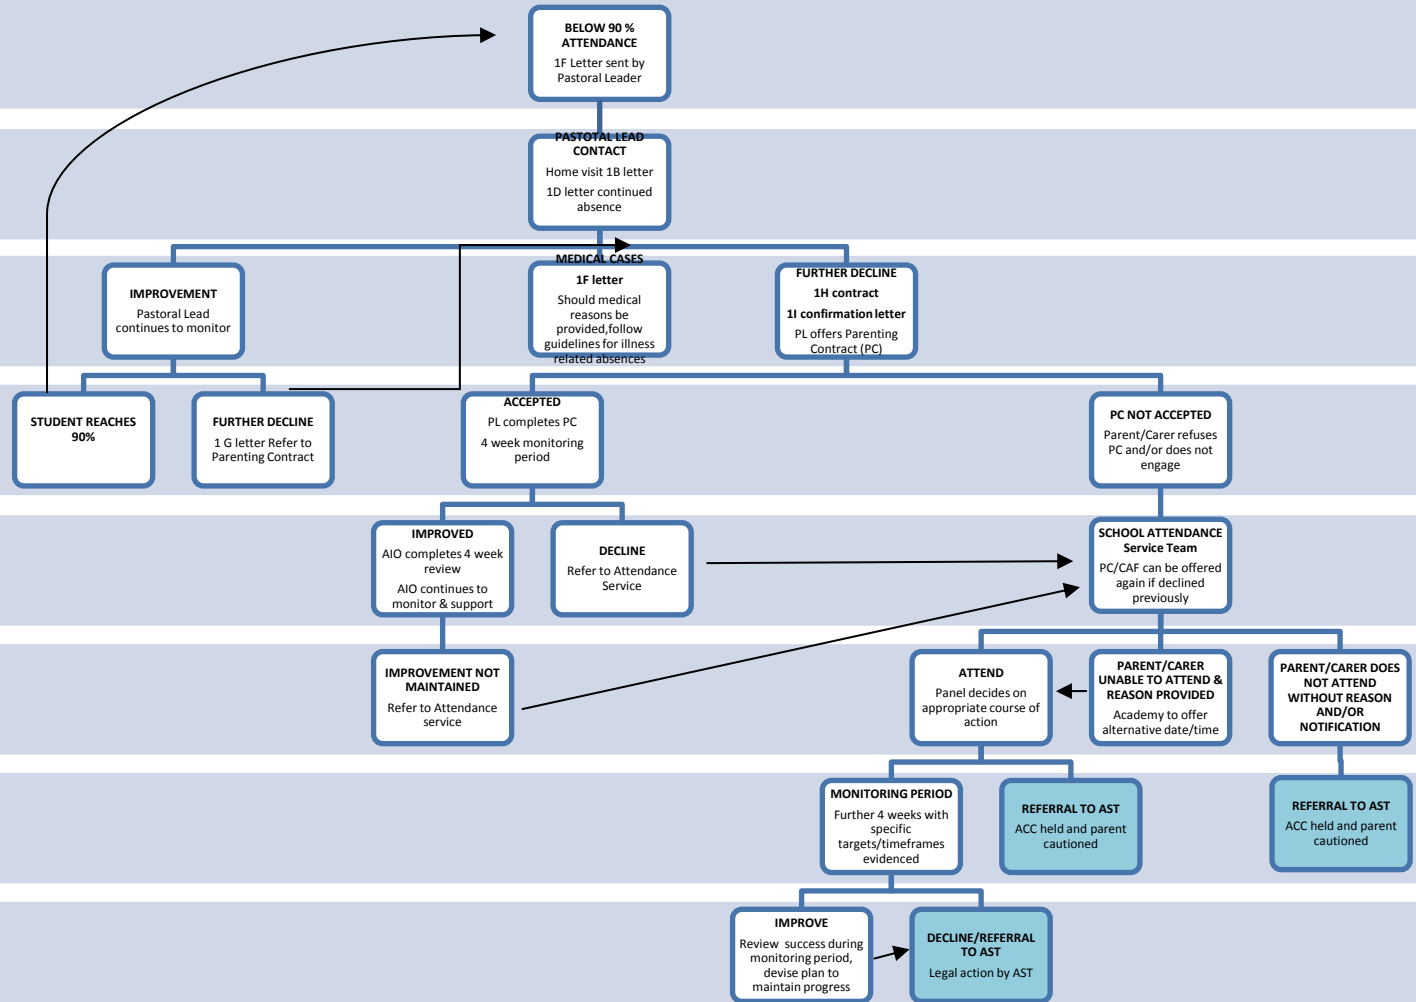 BELOW 90 %
ATTENDANCE
1F Letter sent by
Pastoral Leader
PASTOTAL LEAD
CONTACT
Home visit 1B letter
1D letter continued
absence
IMPROVEMENT
Pastoral Lead
continues to monitor
MEDICAL CASES
1F letter
Should medical
reasons be
provided,follow
guidelines for illness
related absences
FURTHER DECLINE
1H contract
1I confirmation letter
PL offers Parenting
Contract (PC)
STUDENT REACHES
90%
FURTHER DECLINE
1 G letter Refer to
Parenting Contract
ACCEPTED
PL completes PC
4 week monitoring
period
PC NOT ACCEPTED
Parent/Carer refuses
PC and/or does not
engage
IMPROVED
AIO completes 4 week
review
AIO continues to
monitor & support
DECLINE
Refer to Attendance
Service
SCHOOL ATTENDANCE
Service Team
PC/CAF can be offered
again if declined
previously
IMPROVEMENT NOT
MAINTAINED
Refer to Attendance
service
ATTEND
Panel decides on
appropriate course of
action
PARENT/CARER
UNABLE TO ATTEND &
REASON PROVIDED
Academy to offer
alternative date/time
PARENT/CARER DOES
NOT ATTEND
WITHOUT REASON
AND/OR
NOTIFICATION
MONITORING PERIOD
Further 4 weeks with
specific
targets/timeframes
evidenced
REFERRAL TO AST
ACC held and parent
cautioned
REFERRAL TO AST
ACC held and parent
cautioned
IMPROVE
Review success during
monitoring period,
devise plan to
maintain progress
DECLINE/REFERRAL
TO AST
Legal action by AST